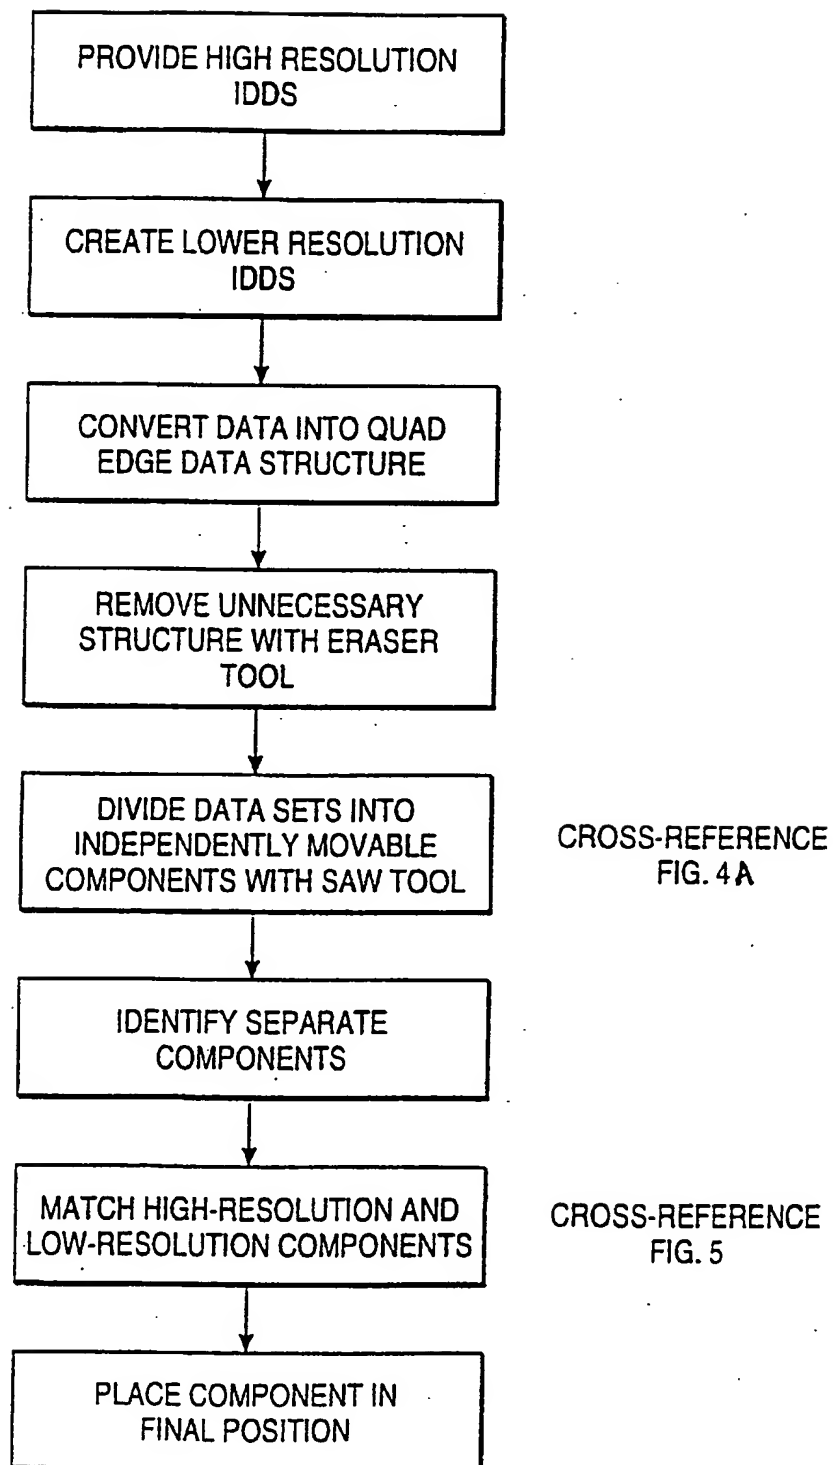 PROVIDE HIGH RESOLUTION
IDDS
CREATE LOWER RESOLUTION
IDDS
CONVERT DATA INTO QUAD
EDGE DATA STRUCTURE
REMOVE UNNECESSARY
STRUCTURE WITH ERASER
TOOL
DIVIDE DATA SETS INTO
INDEPENDENTLY MOVABLE
COMPONENTS WITH SAW TOOL
CROSS-REFERENCE
FIG. 4A
IDENTIFY SEPARATE
COMPONENTS
MATCH HIGH-RESOLUTION AND
LOW-RESOLUTION COMPONENTS
CROSS-REFERENCE
FIG. 5
PLACE COMPONENT IN
FINAL POSITION